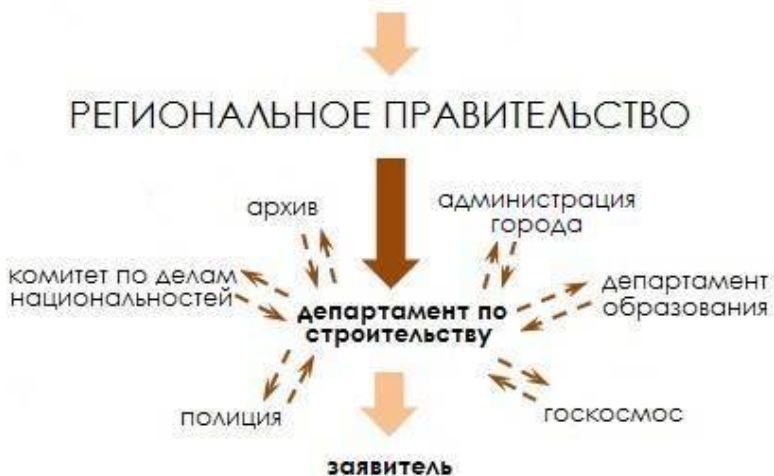 РЕГИОНАЛЬНОЕ ПРАВИТЕЛЬСТВО
архив
администрация
города
комитет по делам
национальностей
департамент
образования
департамент по
строительству
полиция
госкосмос
заявитель